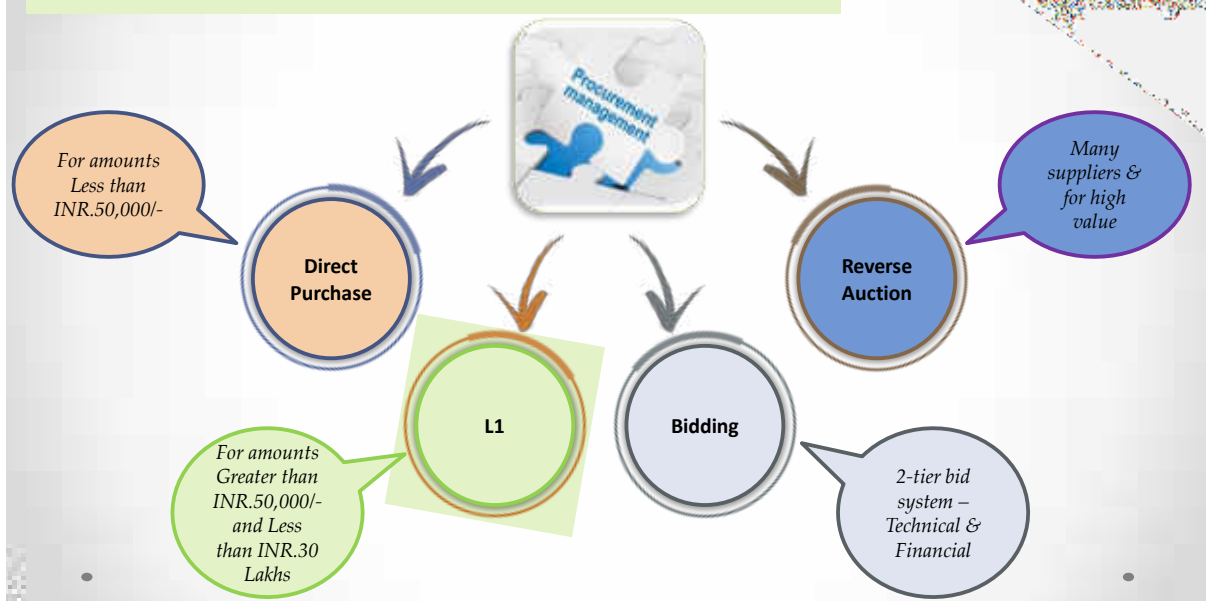 Procurement
management
For amounts
Less than
INR.50,000/-
Many
suppliers &
for high
value
Direct
Purchase
Reverse
Auction
L1
Bidding
For amounts
Greater than
INR.50,000/-
and Less
than INR.30
Lakhs
2-tier bid
system –
Technical &
Financial